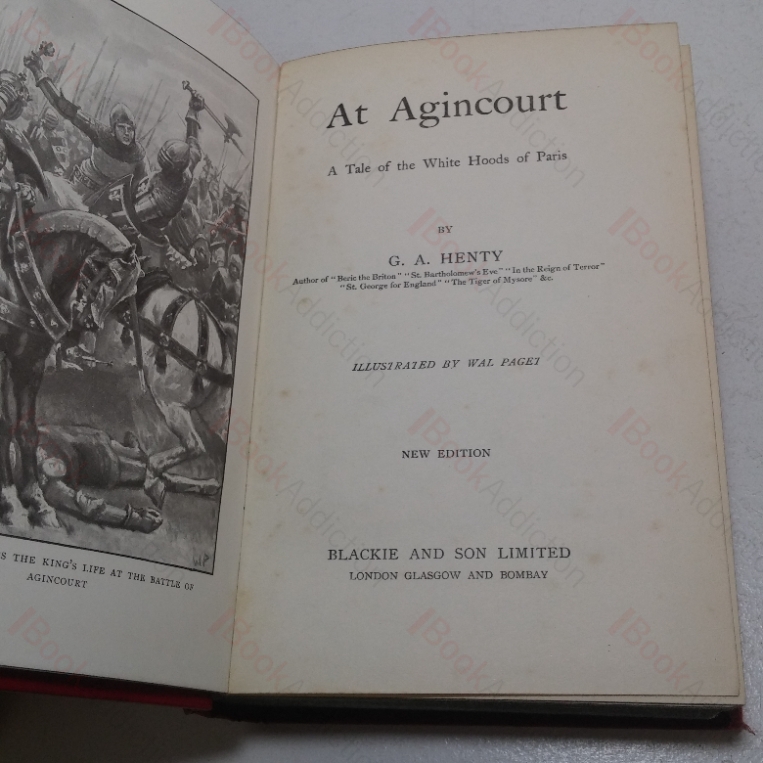 S THE KING'S LIFE AT THE BATTLE OF
AGINCOURT
At Agincourt
A Tale of the White Hoods of Paris
BY
G. A. HENTY
Author of "Beric the Briton" "St. Bartholomew's Eve" "In the Reign of Terror"
"St. George for England" "The Tiger of Mysore" &c.
ILLUSTRATED BY WAL PAGET
NEW EDITION
BLACKIE AND SON LIMITED
LONDON GLASGOW AND BOMBAY
BookAddiction